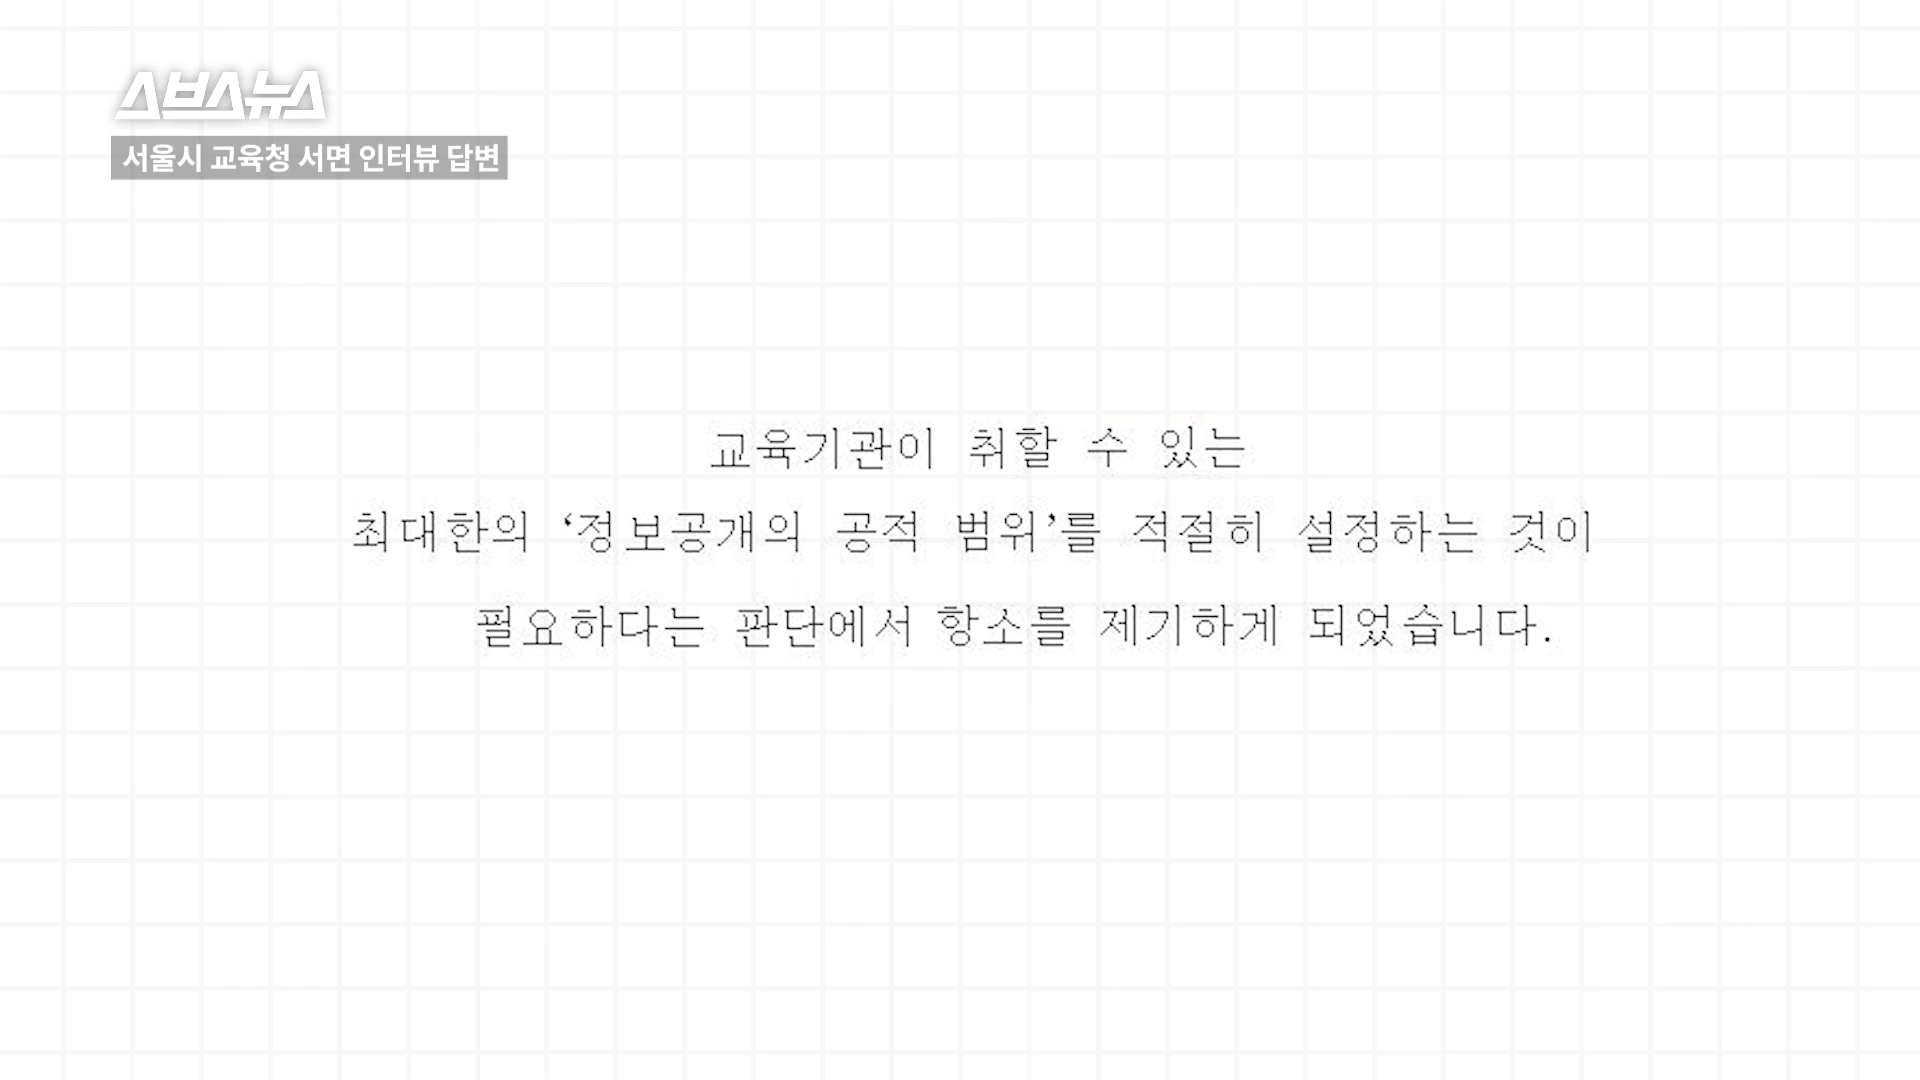 스브스뉴스
서울시 교육청 서면 인터뷰 답변
교육기관이 취할 수 있는
최대한의 ‘정보공개의 공적 범위’를 적절히 설정하는 것이
필요하다는 판단에서 항소를 제기하게 되었습니다.